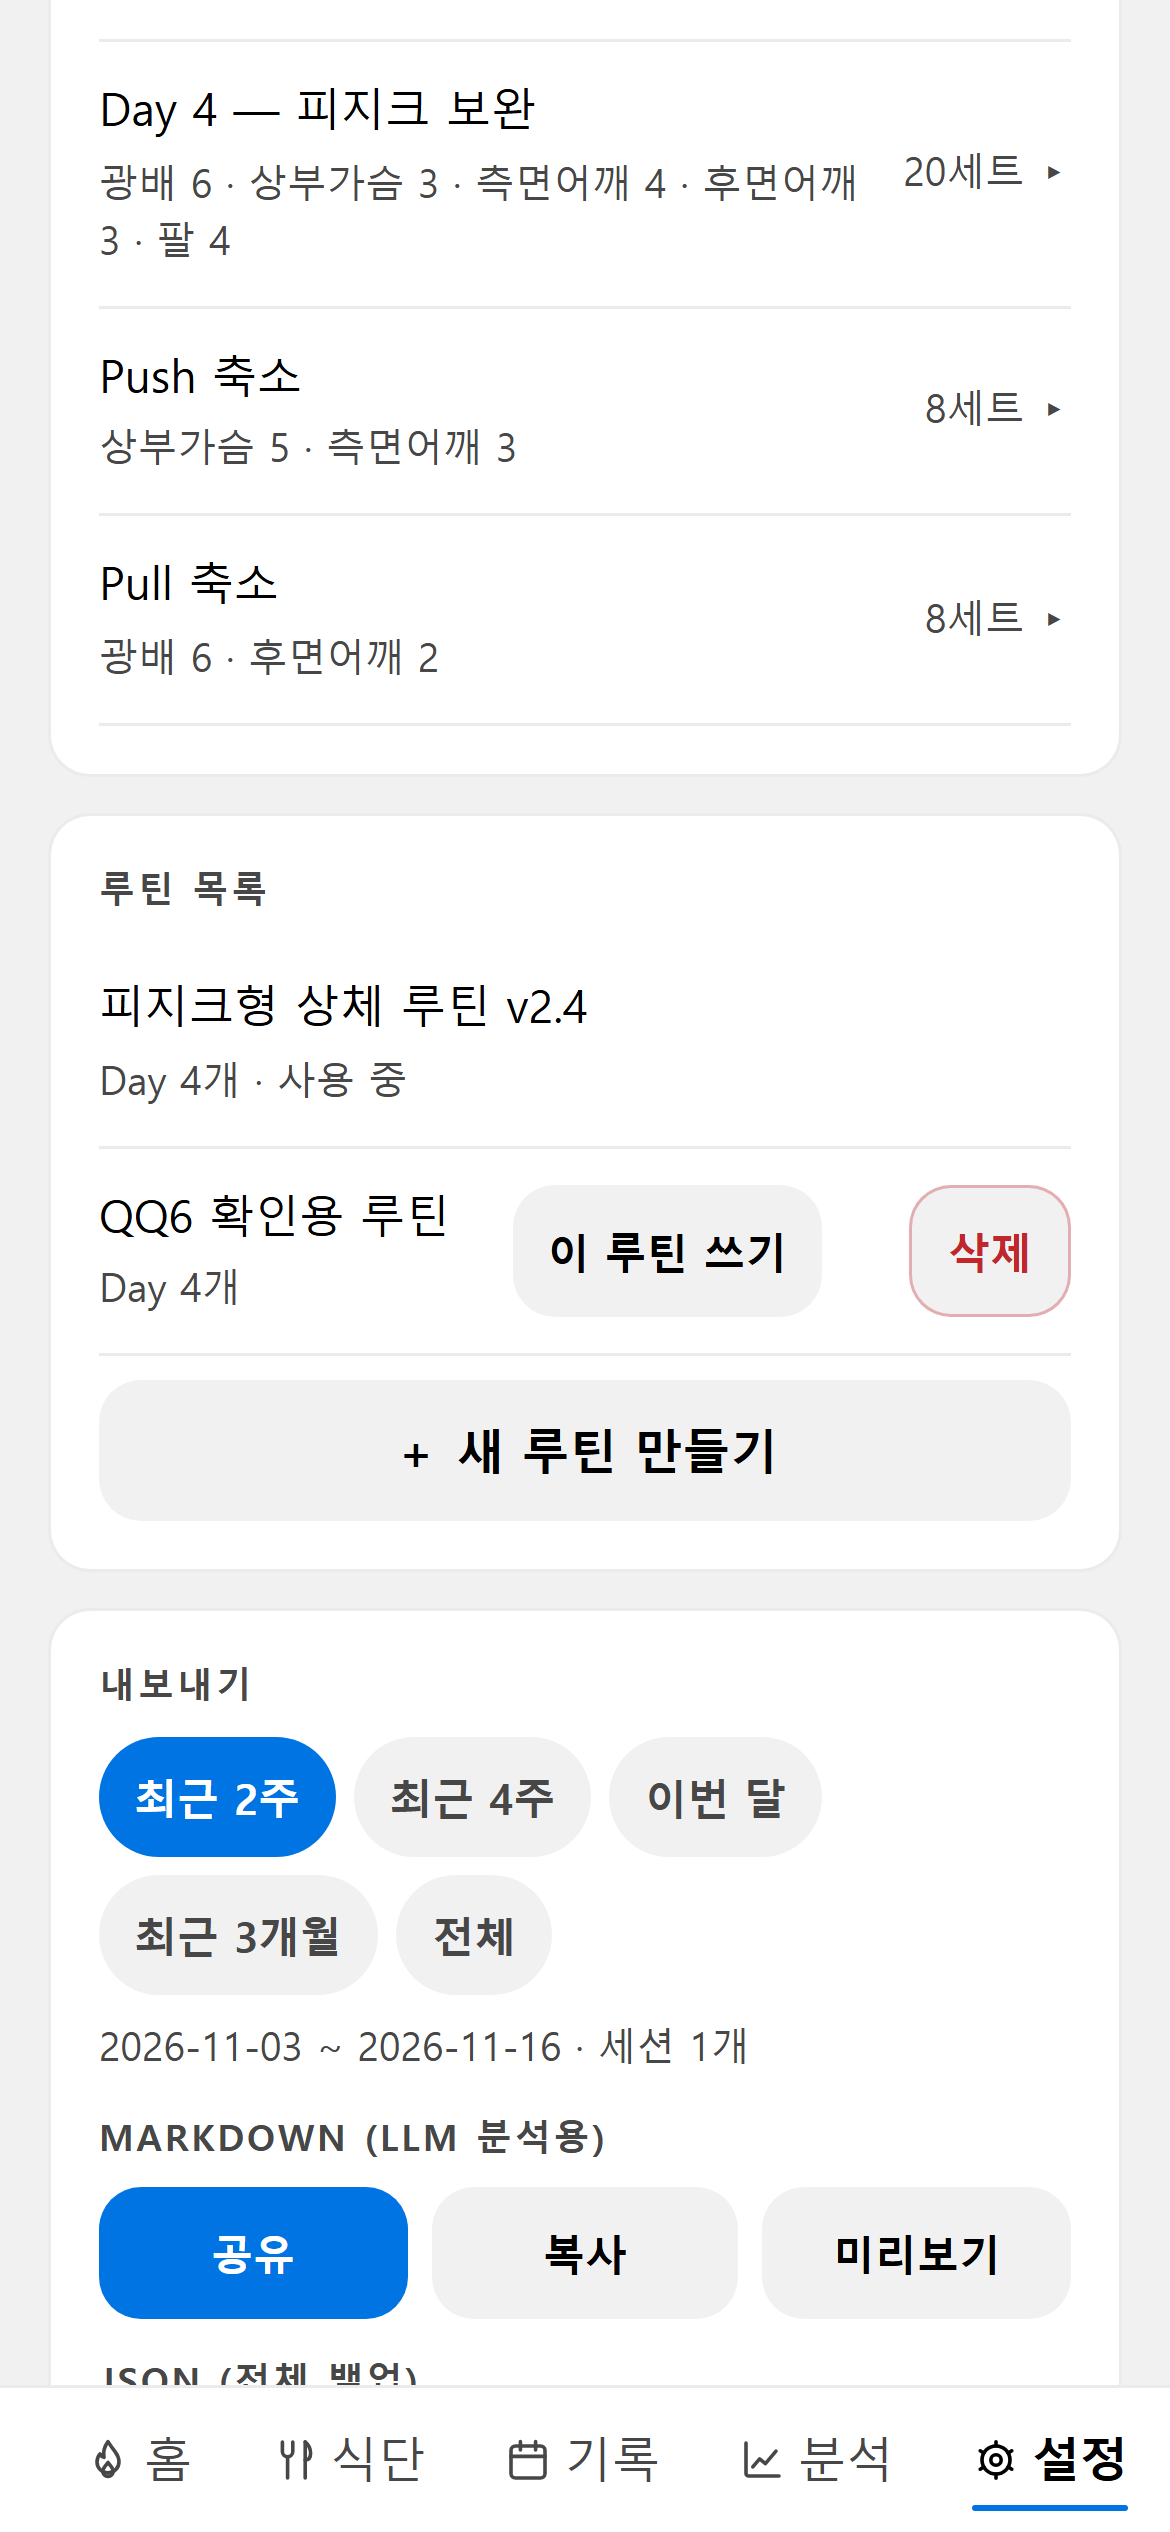 Day 4 — 피지크 보완
광배 6 · 상부가슴 3 · 측면어깨 4 · 후면어깨
3 · 팔 4
20세트 ▸
Push 축소
상부가슴 5 · 측면어깨 3
8세트 ▸
Pull 축소
광배 6 · 후면어깨 2
8세트 ▸
루틴 목록
피지크형 상체 루틴 v2.4
Day 4개 · 사용 중
QQ6 확인용 루틴
Day 4개
이 루틴 쓰기
삭제
+ 새 루틴 만들기
내보내기
최근 2주
최근 4주
이번 달
최근 3개월
전체
2026-11-03 ~ 2026-11-16 · 세션 1개
MARKDOWN (LLM 분석용)
공유
복사
미리보기
JSON (전체 백업)
홈
식단
기록
분석
설정